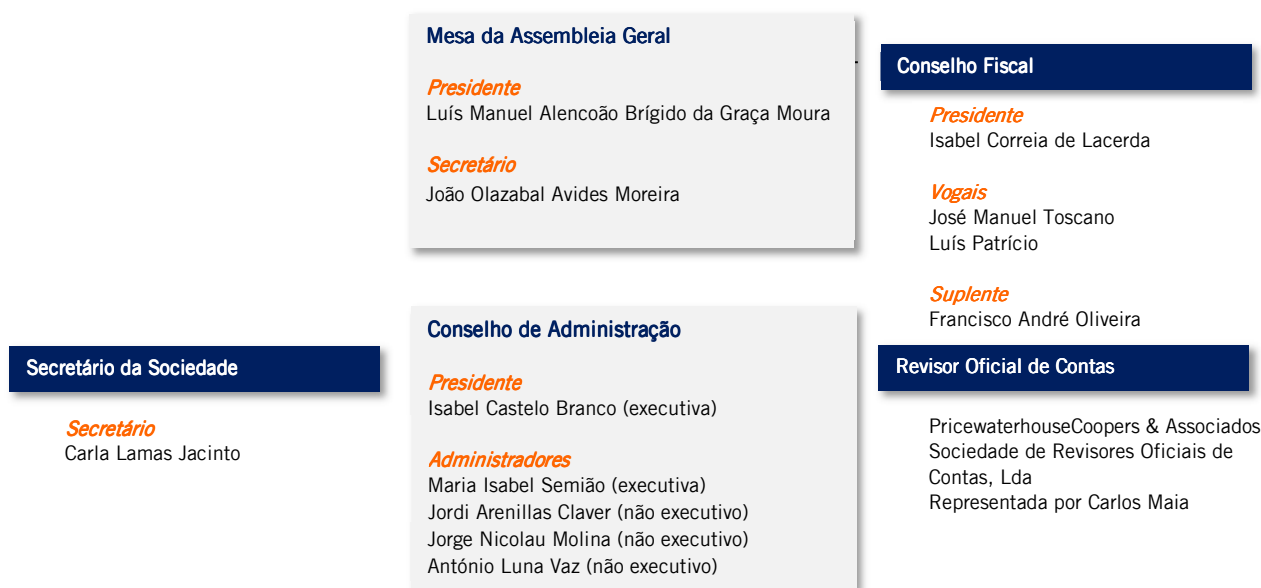 Mesa da Assembleia Geral
Presidente
Luís Manuel Alencoão Brígido da Graça Moura
Secretário
João Olazabal Avides Moreira
Conselho Fiscal
Presidente
Isabel Correia de Lacerda
Vogais
José Manuel Toscano
Luís Patrício
Suplente
Francisco André Oliveira
Secretário da Sociedade
Secretário
Carla Lamas Jacinto
Conselho de Administração
Presidente
Isabel Castelo Branco (executiva)
Administradores
Maria Isabel Semião (executiva)
Jordi Arenillas Claver (não executivo)
Jorge Nicolau Molina (não executivo)
António Luna Vaz (não executivo)
Revisor Oficial de Contas
PricewaterhouseCoopers & Associados
Sociedade de Revisores Oficiais de
Contas, Lda
Representada por Carlos Maia